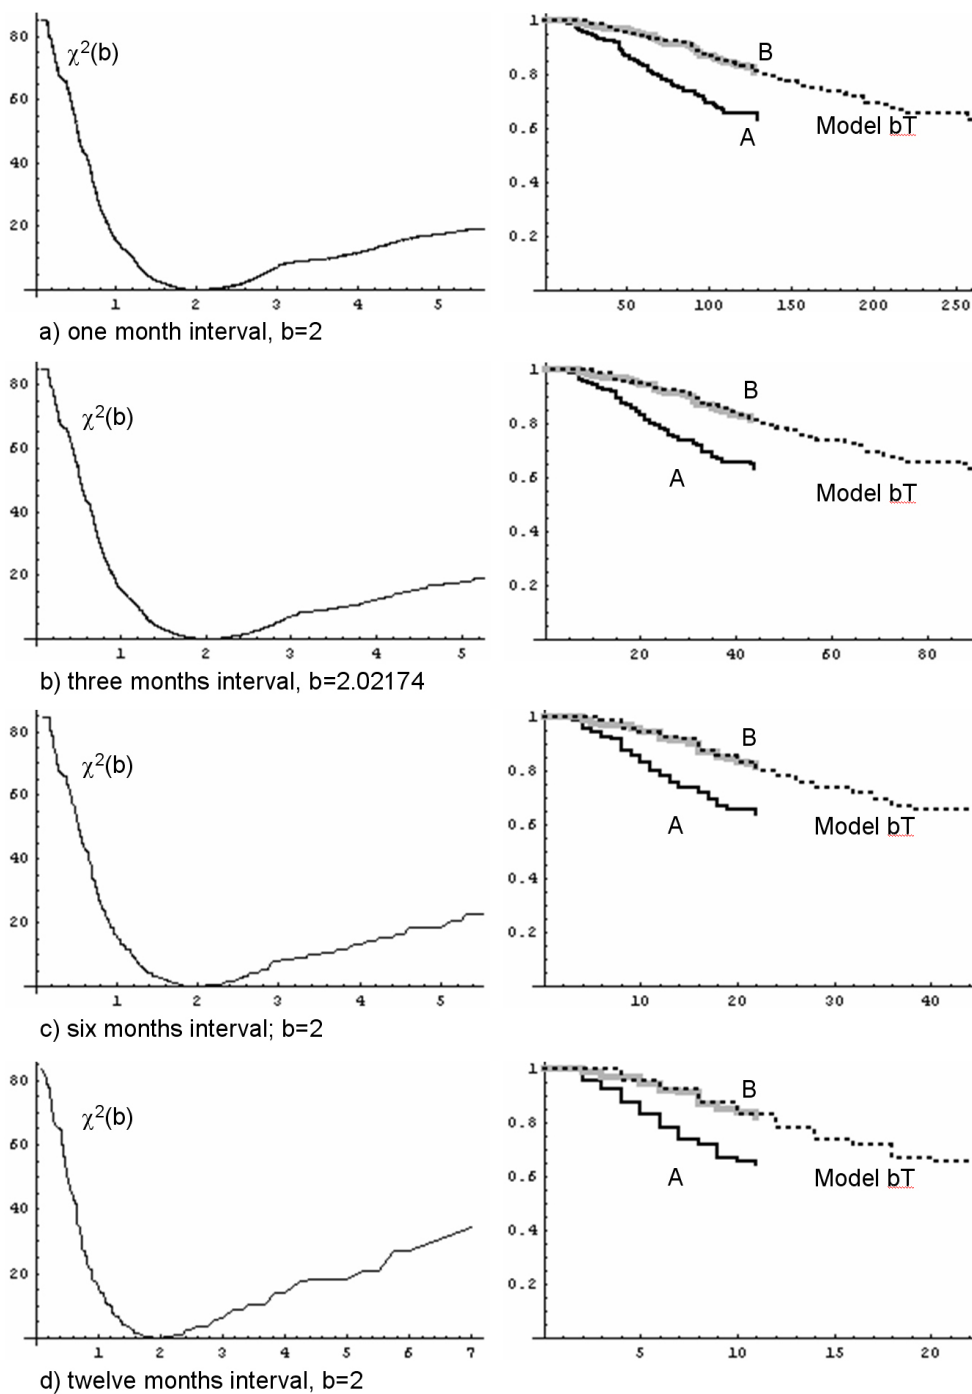 80
60
40
20
χ²(b)
1 2 3 4 5
1
0.8
0.6
0.4
0.2
B
A
Model bT
50 100 150 200 250
a) one month interval, b=2
80
60
40
20
χ²(b)
1 2 3 4 5
1
0.8
0.6
0.4
0.2
B
A
Model bT
20 40 60 80
b) three months interval, b=2.02174
80
60
40
20
χ²(b)
1 2 3 4 5
1
0.8
0.6
0.4
0.2
B
A
Model bT
10 20 30 40
c) six months interval; b=2
80
60
40
20
χ²(b)
1 2 3 4 5 6 7
1
0.8
0.6
0.4
0.2
B
A
Model bT
5 10 15 20
d) twelve months interval, b=2